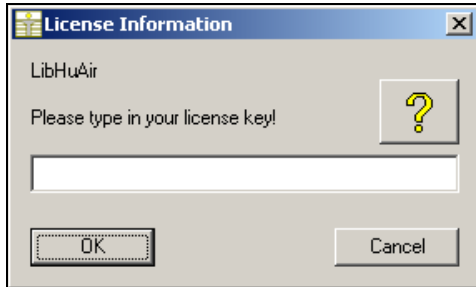 License Information
LibHuAir
Please type in your license key!
?
OK
Cancel